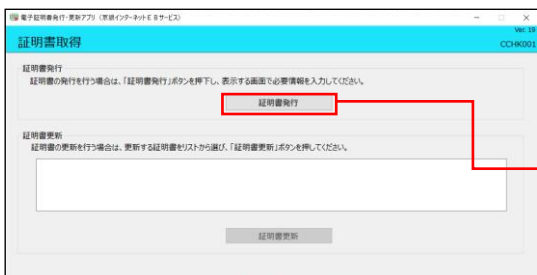 電子証明書発行・更新アプリ（京銀インターネットＥＢサービス）
Ver. 19
証明書取得
CCHK001
証明書発行
証明書の発行を行う場合は、「証明書発行」ボタンを押下し、表示する画面で必要情報を入力してください。
証明書発行
証明書更新
証明書の更新を行う場合は、更新する証明書をリストから選び、「証明書更新」ボタンを押してください。
証明書更新